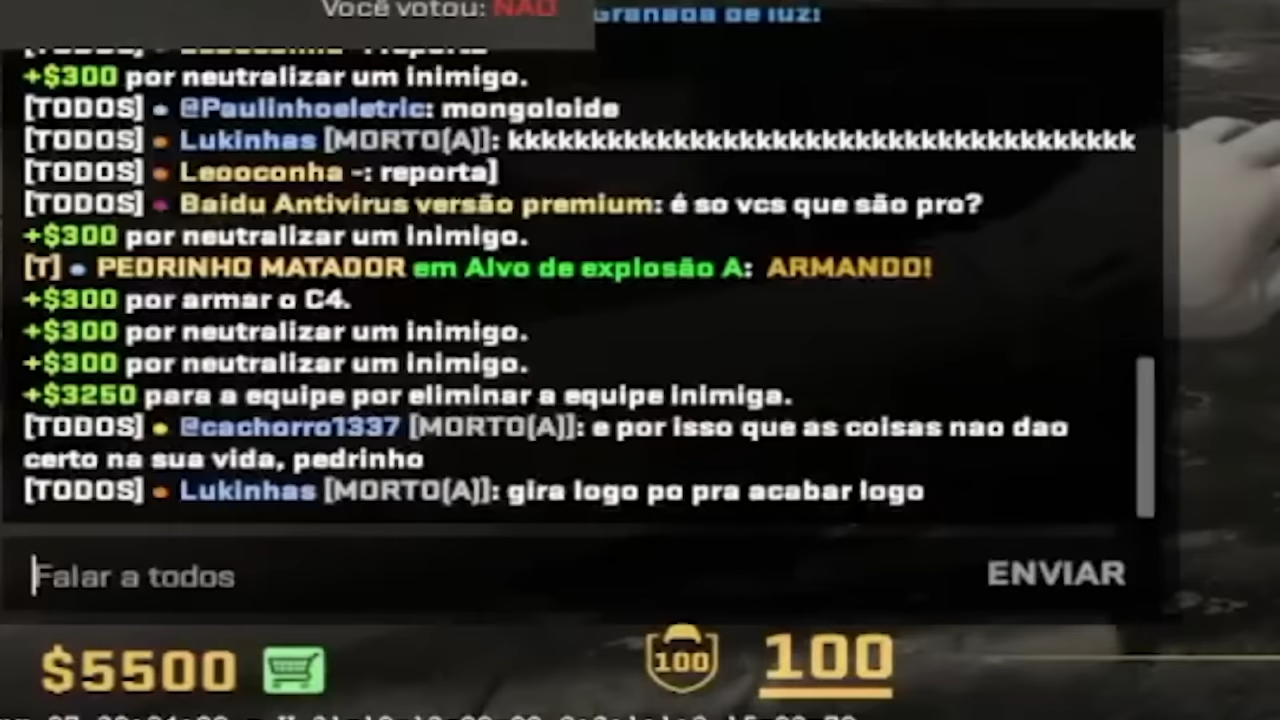 Você votou: NÃO
Granada de luz!
+$300 por neutralizar um inimigo.
[TODOS] • @Paulinhoeletric: mongoloide
[TODOS] • Lukinhas [MORTO(A)]: kkkkkkkkkkkkkkkkkkkkkkkkkkkkkkkkkkkkkkk
[TODOS] • Leooconha -: reporta]
[TODOS] • Baidu Antivirus versão premium: é so vcs que são pro?
+$300 por neutralizar um inimigo.
[T] • PEDRINHO MATADOR em Alvo de explosão A: ARMANDO!
+$300 por armar o C4.
+$300 por neutralizar um inimigo.
+$300 por neutralizar um inimigo.
+$3250 para a equipe por eliminar a equipe inimiga.
[TODOS] • @cachorro1337 [MORTO(A)]: e por isso que as coisas nao dao
certo na sua vida, pedrinho
[TODOS] • Lukinhas [MORTO(A)]: gira logo po pra acabar logo
Falar a todos ENVIAR
$5500 100 100